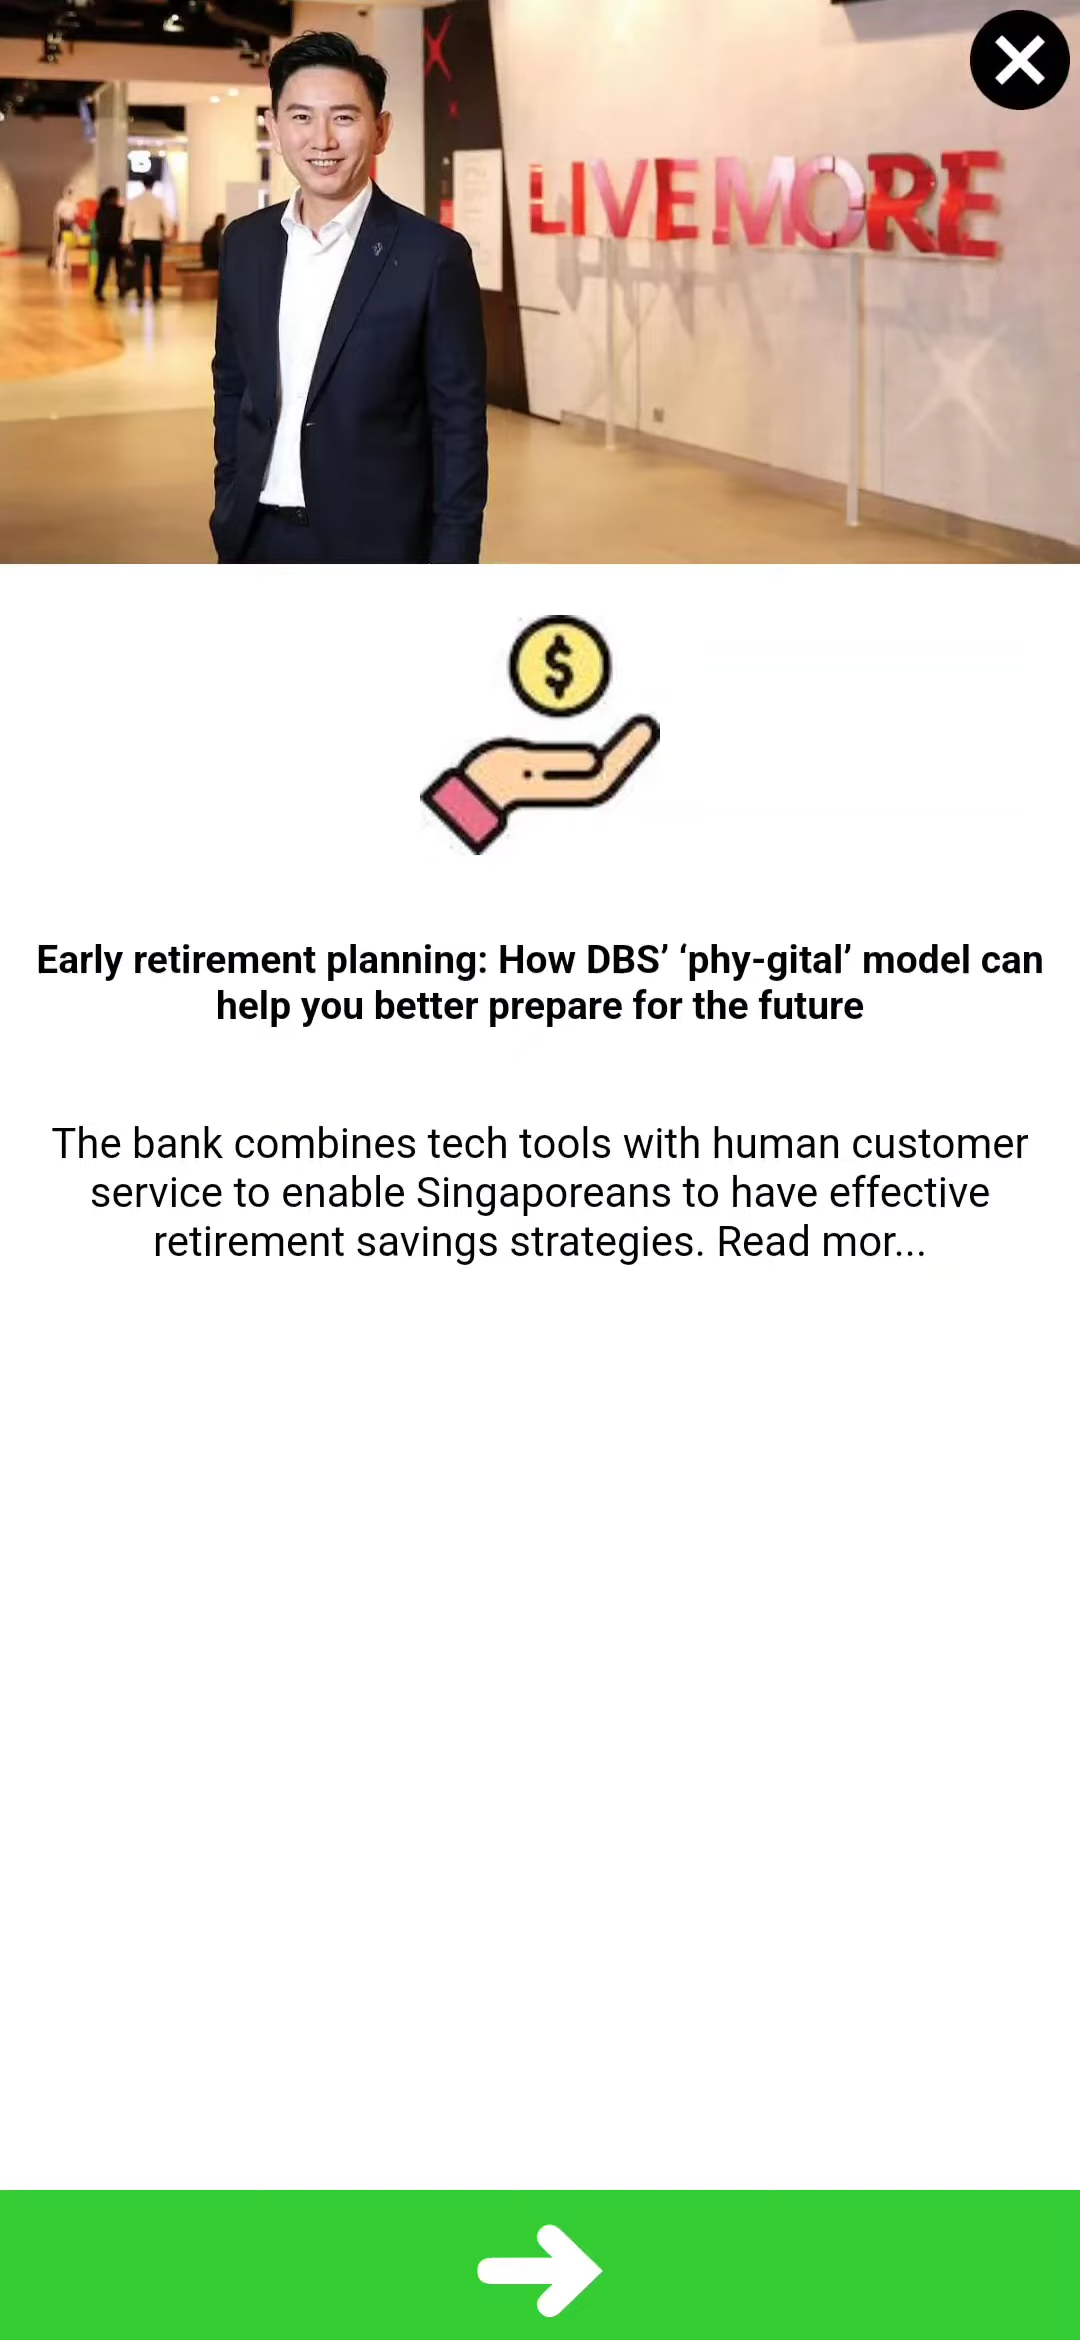 LIVE MORE
$
Early retirement planning: How DBS’ ‘phy-gital’ model can
help you better prepare for the future
The bank combines tech tools with human customer
service to enable Singaporeans to have effective
retirement savings strategies. Read mor...